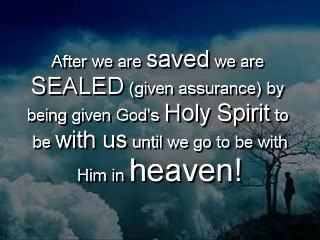 After we are saved we are
SEALED (given assurance) by
being given God's Holy Spirit to
be with us until we go to be with
Him in heaven!